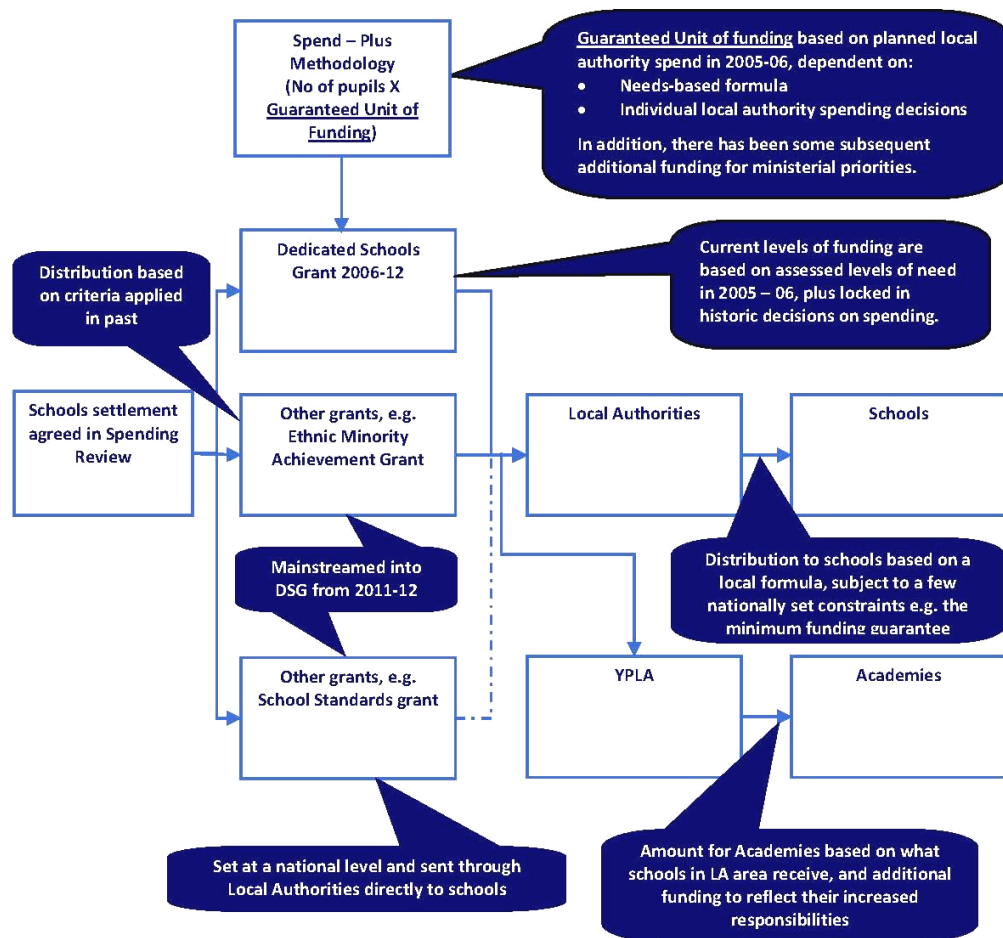 Spend – Plus
Methodology
(No of pupils X
Guaranteed Unit of
Funding)
Guaranteed Unit of funding based on planned local
authority spend in 2005-06, dependent on:
• Needs-based formula
• Individual local authority spending decisions
In addition, there has been some subsequent
additional funding for ministerial priorities.
Dedicated Schools
Grant 2006-12
Current levels of funding are
based on assessed levels of need
in 2005 – 06, plus locked in
historic decisions on spending.
Distribution based
on criteria applied
in past
Schools settlement
agreed in Spending
Review
Other grants, e.g.
Ethnic Minority
Achievement Grant
Local Authorities
Schools
Mainstreamed into
DSG from 2011-12
Distribution to schools based on a
local formula, subject to a few
nationally set constraints e.g. the
minimum funding guarantee
Other grants, e.g.
School Standards grant
YPLA
Academies
Set at a national level and sent through
Local Authorities directly to schools
Amount for Academies based on what
schools in LA area receive, and additional
funding to reflect their increased
responsibilities